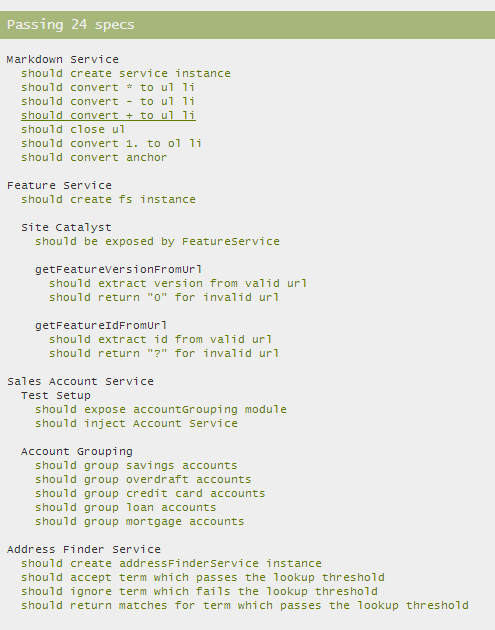 Passing 24 specs
Markdown Service
should create service instance
should convert * to ul li
should convert - to ul li
should convert + to ul li
should close ul
should convert 1. to ol li
should convert anchor
Feature Service
should create fs instance
Site Catalyst
should be exposed by FeatureService
getFeatureVersionFromUrl
should extract version from valid url
should return "0" for invalid url
getFeatureIdFromUrl
should extract id from valid url
should return "?" for invalid url
Sales Account Service
Test Setup
should expose accountGrouping module
should inject Account Service
Account Grouping
should group savings accounts
should group overdraft accounts
should group credit card accounts
should group loan accounts
should group mortgage accounts
Address Finder Service
should create addressFinderService instance
should accept term which passes the lookup threshold
should ignore term which fails the lookup threshold
should return matches for term which passes the lookup threshold